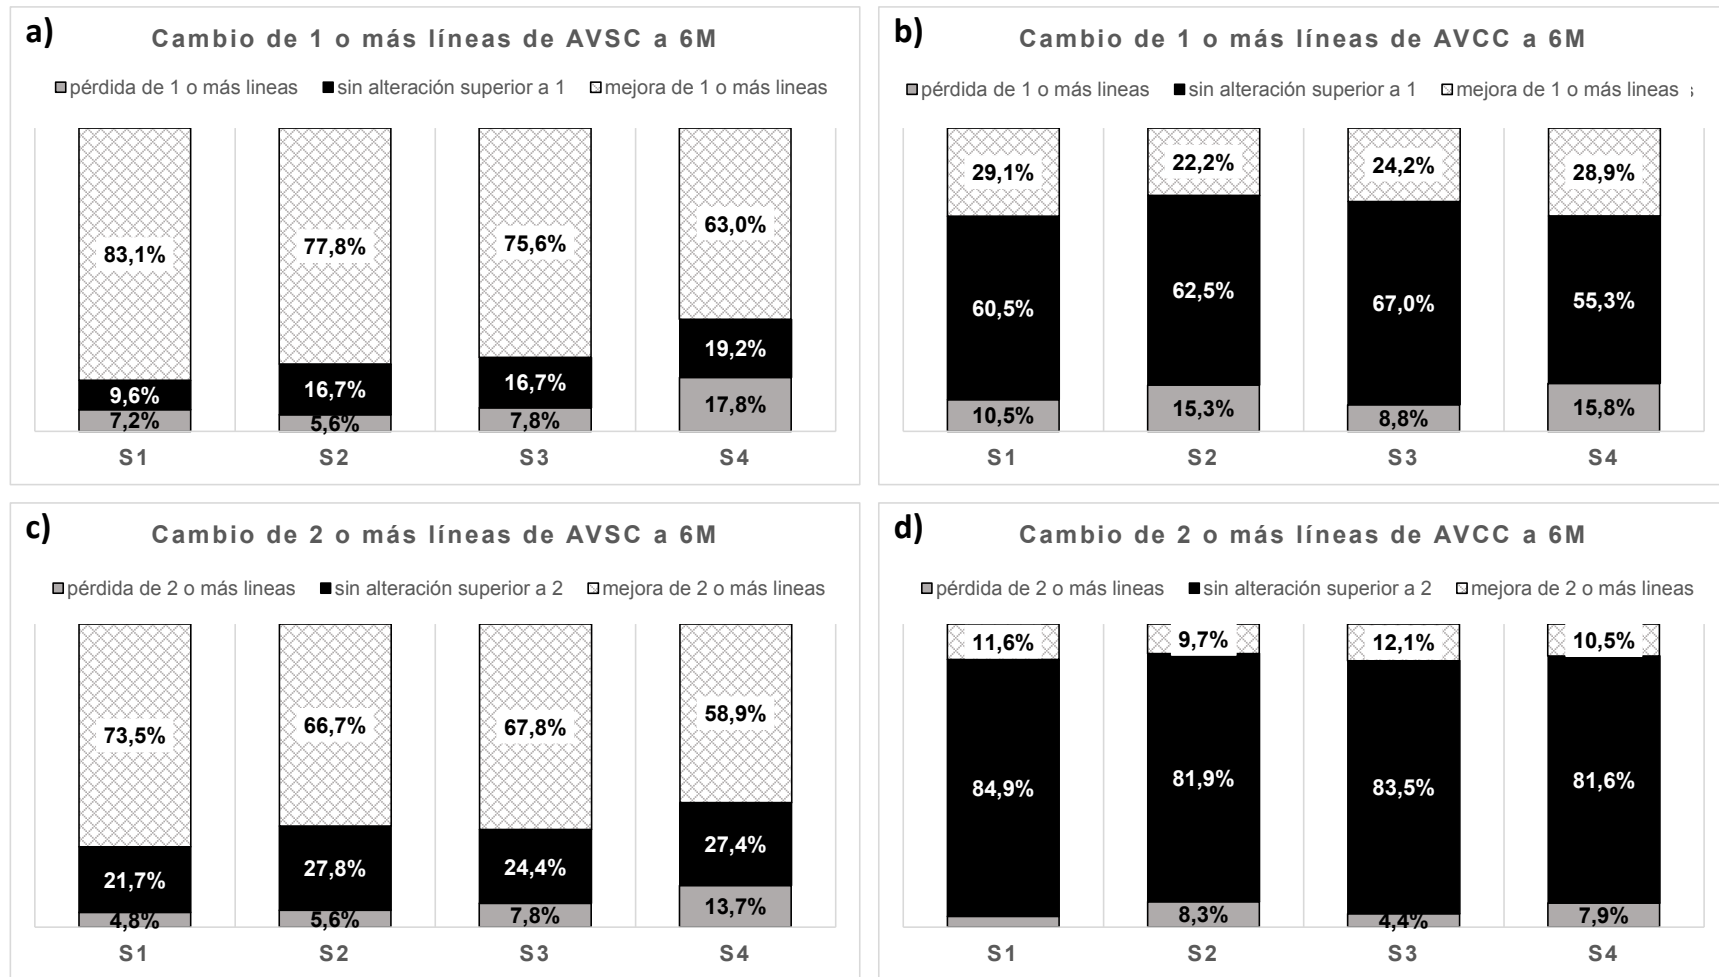 a)
Cambio de 1 o más líneas de AVSC a 6M
pérdida de 1 o más lineas sin alteración superior a 1 mejora de 1 o más lineas
83,1% 77,8% 75,6% 63,0%
9,6% 16,7% 16,7% 19,2%
7,2% 5,6% 7,8% 17,8%
S1 S2 S3 S4
b)
Cambio de 1 o más líneas de AVCC a 6M
pérdida de 1 o más lineas sin alteración superior a 1 mejora de 1 o más lineas
29,1% 22,2% 24,2% 28,9%
60,5% 62,5% 67,0% 55,3%
10,5% 15,3% 8,8% 15,8%
S1 S2 S3 S4
c)
Cambio de 2 o más líneas de AVSC a 6M
pérdida de 2 o más lineas sin alteración superior a 2 mejora de 2 o más lineas
73,5% 66,7% 67,8% 58,9%
21,7% 27,8% 24,4% 27,4%
4,8% 5,6% 7,8% 13,7%
S1 S2 S3 S4
d)
Cambio de 2 o más líneas de AVCC a 6M
pérdida de 2 o más lineas sin alteración superior a 2 mejora de 2 o más lineas
11,6% 9,7% 12,1% 10,5%
84,9% 81,9% 83,5% 81,6%
8,3% 4,4% 7,9%
S1 S2 S3 S4